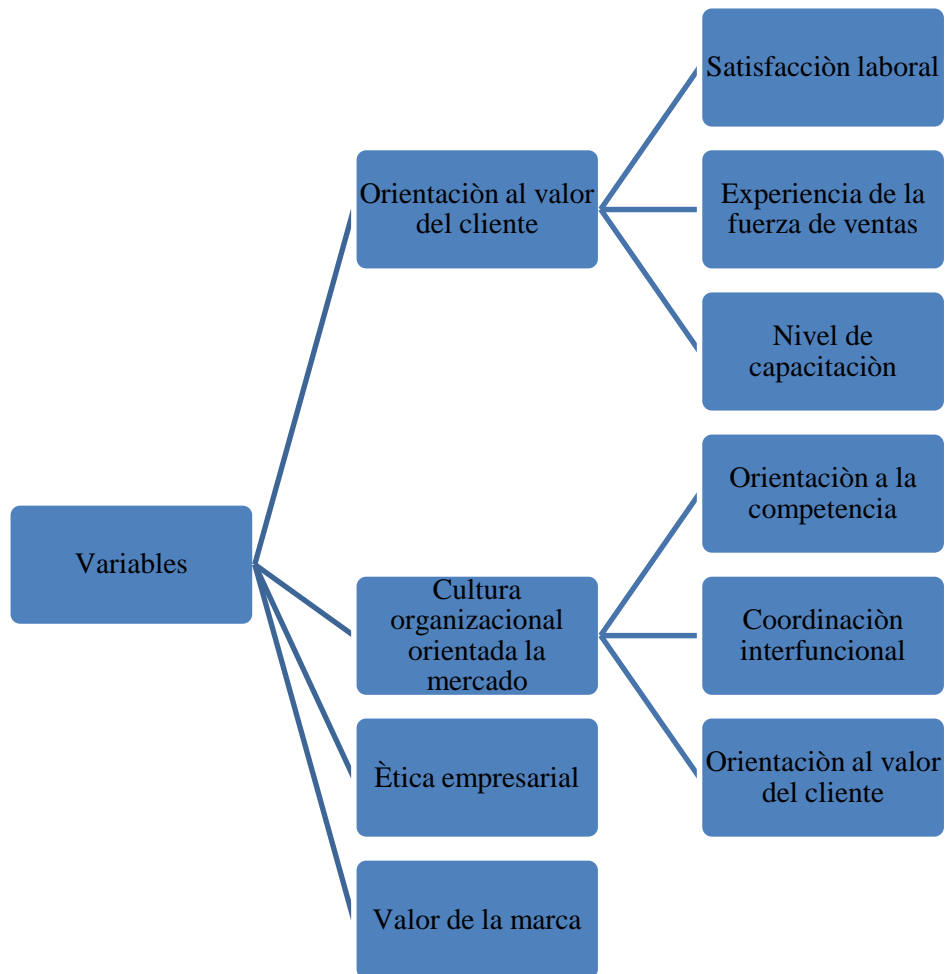 Satisfacciòn laboral
Orientaciòn al valor
del cliente
Experiencia de la
fuerza de ventas
Nivel de
capacitaciòn
Variables
Cultura
organizacional
orientada la
mercado
Orientaciòn a la
competencia
Coordinaciòn
interfuncional
Orientaciòn al valor
del cliente
Ètica empresarial
Valor de la marca